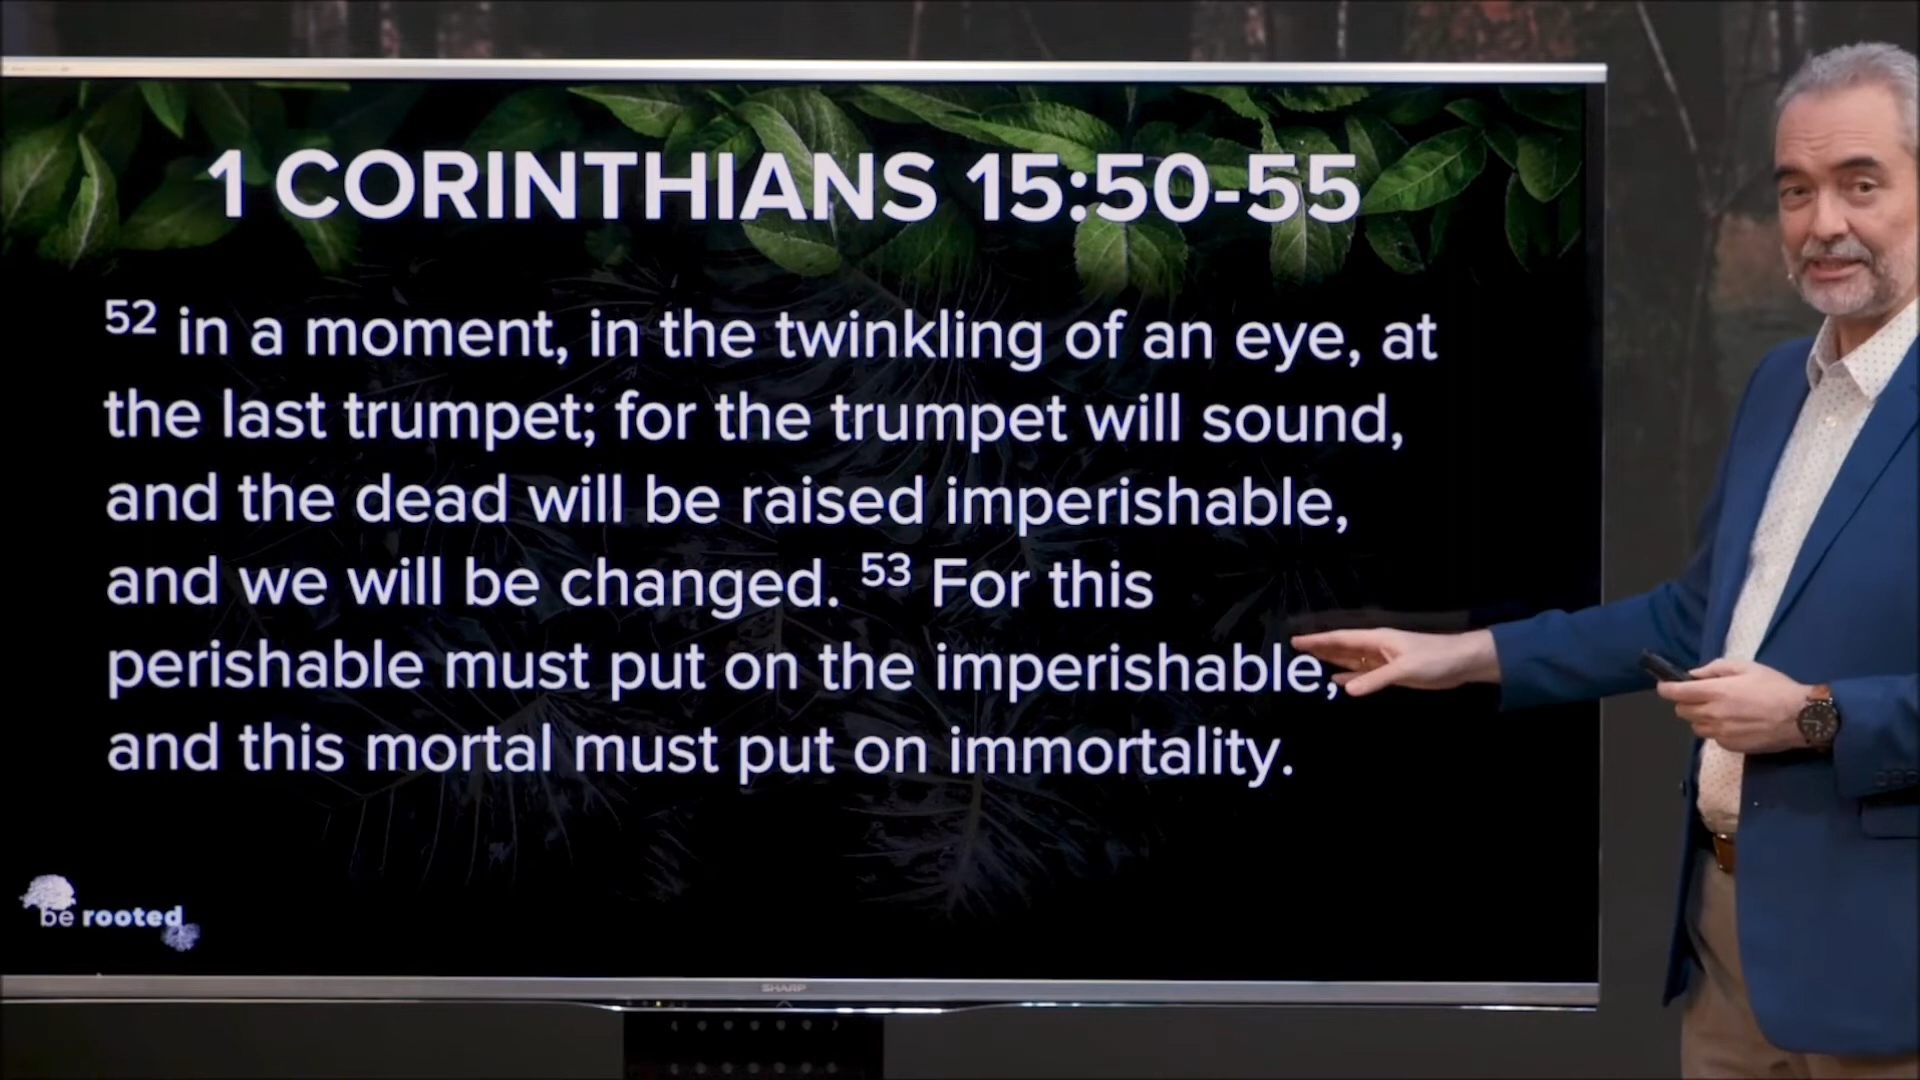 1 CORINTHIANS 15:50-55
52 in a moment, in the twinkling of an eye, at
the last trumpet; for the trumpet will sound,
and the dead will be raised imperishable,
and we will be changed. 53 For this
perishable must put on the imperishable,
and this mortal must put on immortality.
be rooted
SHARP